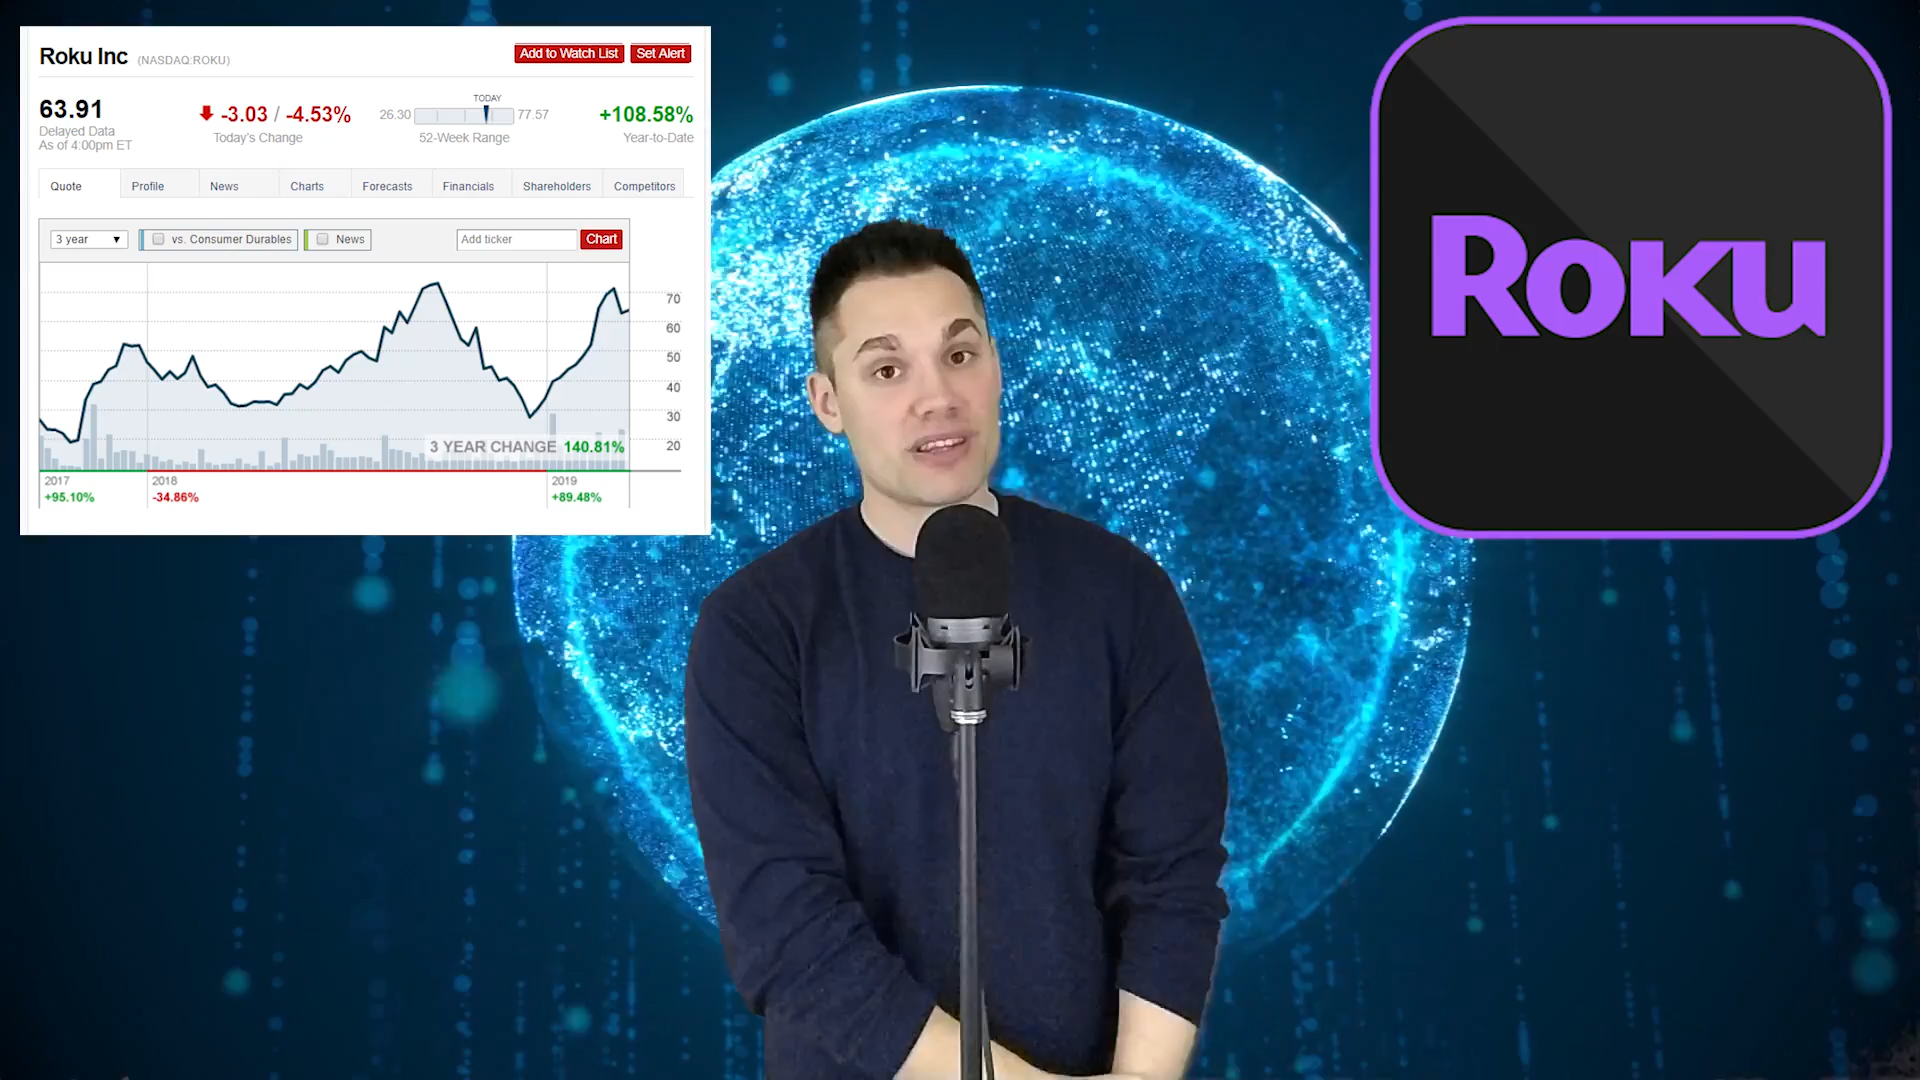 Roku Inc (NASDAQ:ROKU)
Add to Watch List
Set Alert
63.91
Delayed Data
As of 4:00pm ET
-3.03 / -4.53%
Today's Change
TODAY
26.30
77.57
52-Week Range
+108.58%
Year-to-Date
Quote
Profile
News
Charts
Forecasts
Financials
Shareholders
Competitors
3 year
vs. Consumer Durables
News
Add ticker
Chart
70
60
50
40
30
20
3 YEAR CHANGE 140.81%
2017
+95.10%
2018
-34.86%
2019
+89.48%
Roku